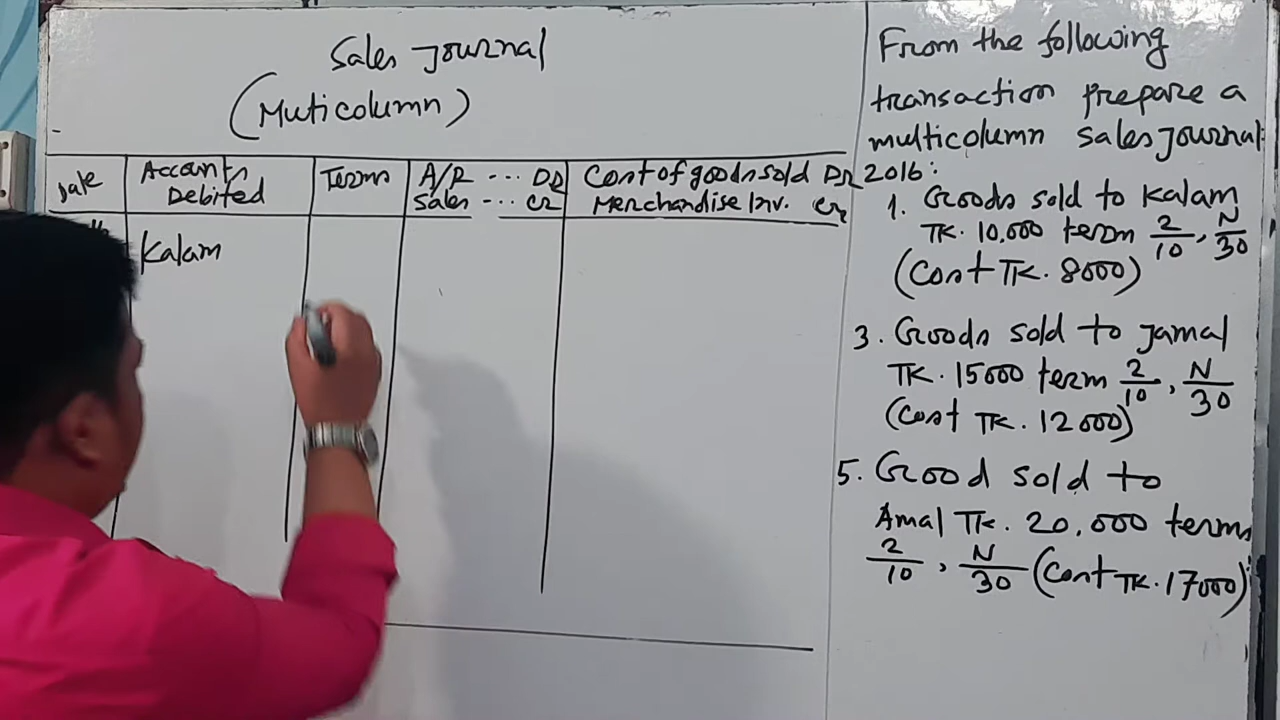 Sales Journal
(Muticolumn)
Date
Accounts
Debited
Terms
A/R ... DR
Sales ... Cr
Cost of goods sold DR
Merchandise Inv. Cr
Kalam
From the following
transaction prepare a
multicolumn sales Journal:
2016:
1. Goods sold to Kalam
TK. 10,000 term 2/10, N/30
(Cost TK. 8000)
3. Goods sold to Jamal
TK. 15000 term 2/10, N/30
(Cost TK. 12000)
5. Good sold to
Amal TK. 20,000 terms
2/10, N/30 (Cost TK. 17000)